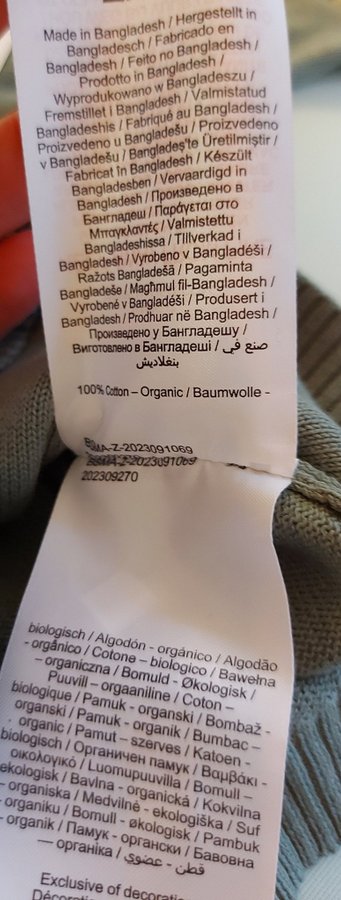 Made in Bangladesh / Hergestellt in
Bangladesch / Fabricado en
Bangladesh / Feito no Bangladesh /
Prodotto in Bangladesh /
Wyprodukowano w Bangladeszu /
Fremstillet i Bangladesh / Valmistatud
Bangladeshis / Fabriqué au Bangladesh /
Proizvedeno u Bangladešu / Proizvedeno
v Bangladešu / Bangladeş'te Üretilmiştir /
Fabricat în Bangladesh / Készült
Bangladesben / Vervaardigd in
Bangladesh / Произведено в
Бангладеш / Παράγεται στο
Μπαγκλαντές / Valmistettu
Bangladeshissa / Tillverkad i
Bangladesh / Vyrobeno v Bangladéši /
Ražots Bangladešā / Pagaminta
Bangladeše / Magħmul fil-Bangladesh /
Vyrobené v Bangladéši / Produsert i
Bangladesh / Prodhuar në Bangladesh /
Произведено у Бангладешу /
Виготовлено в Бангладеші / صنع في
بنغلاديش
100% Cotton – Organic / Baumwolle -
BSMA-Z-2023091069
BSMA-Z-2023091069
202309270
biologisch / Algodón - orgánico / Algodão
- orgânico / Cotone – biologico / Bawełna
– organiczna / Bomuld - Økologisk /
Puuvill – orgaaniline / Coton –
biologique / Pamuk - organski / Bombaž -
organski / Pamuk - organik / Bumbac –
organic / Pamut – szerves / Katoen -
biologisch / Органичен памук / Βαμβάκι -
οικολογικό / Luomupuuvilla / Bomull –
ekologisk / Bavlna - organická / Kokvilna
- organiska / Medvilnė - ekologiška / Suf
- organiku / Bomull - økologisk / Pambuk
- organik / Памук - органски / Бавовна
— органіка / قطن - عضوي
Exclusive of decoratio